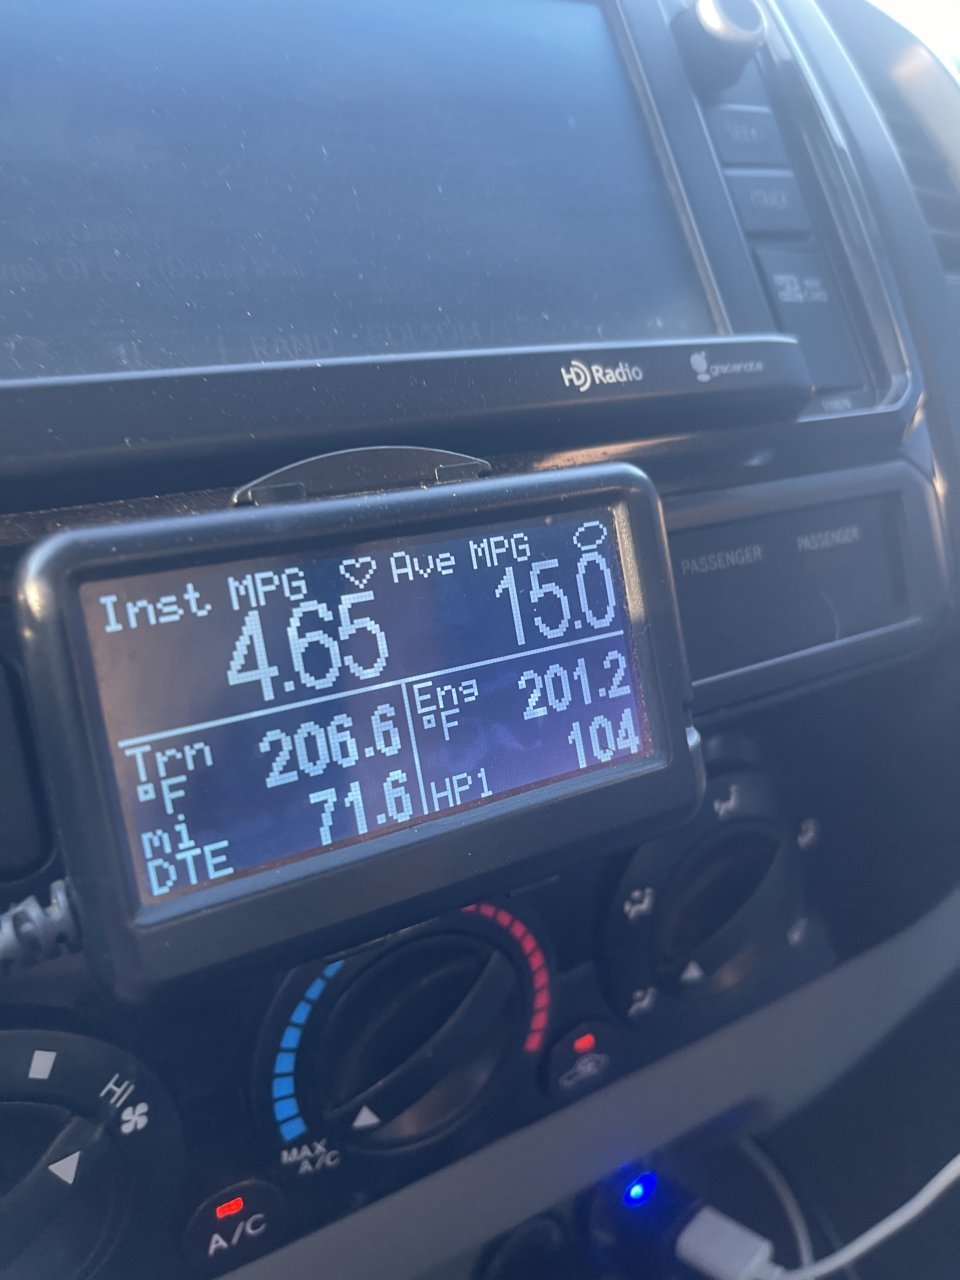 HD Radio
gracenote
PASSENGER PASSENGER
Inst MPG Ave MPG
4.65 15.0
Trn °F 206.6
Eng °F 201.2
mi DTE 71.6
HP1 104
HI
MAX A/C
A/C